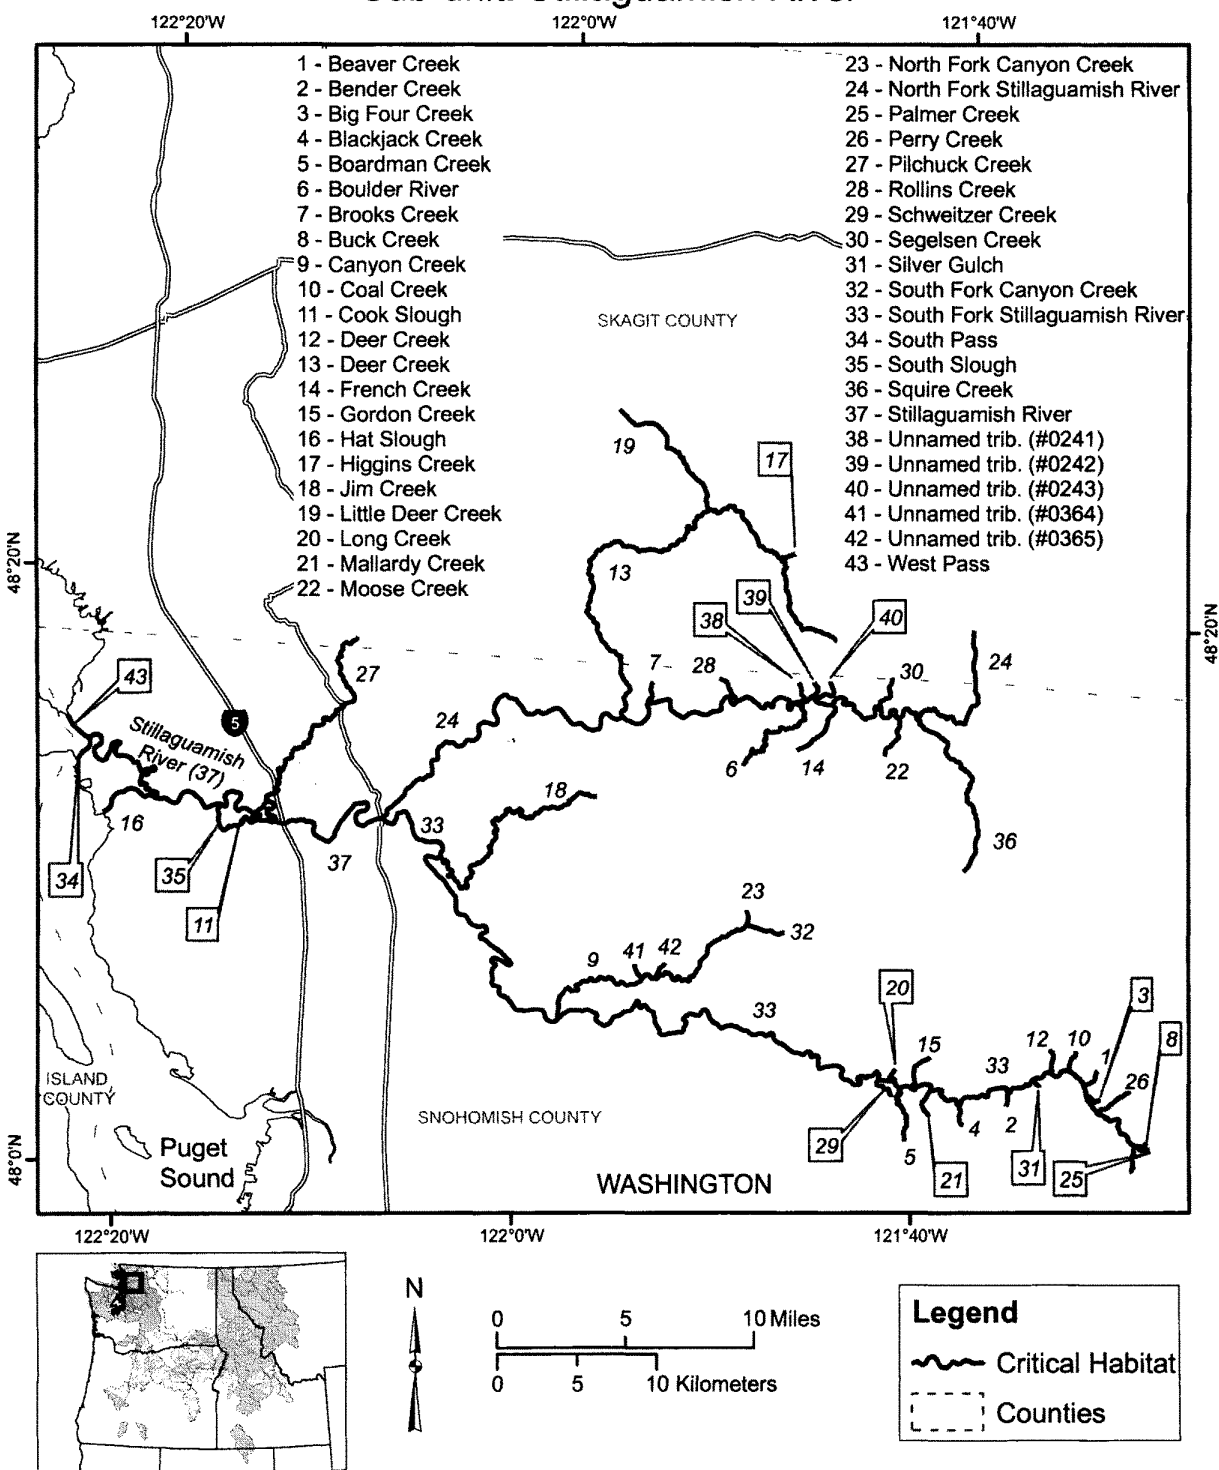 122°20'0"W 122°0'0"W 121°40'0"W
1 - Beaver Creek
2 - Bender Creek
3 - Big Four Creek
4 - Blackjack Creek
5 - Boardman Creek
6 - Boulder River
7 - Brooks Creek
8 - Buck Creek
9 - Canyon Creek
10 - Coal Creek
11 - Cook Slough
12 - Deer Creek
13 - Deer Creek
14 - French Creek
15 - Gordon Creek
16 - Hat Slough
17 - Higgins Creek
18 - Jim Creek
19 - Little Deer Creek
20 - Long Creek
21 - Mallardy Creek
22 - Moose Creek
23 - North Fork Canyon Creek
24 - North Fork Stillaguamish River
25 - Palmer Creek
26 - Perry Creek
27 - Pilchuck Creek
28 - Rollins Creek
29 - Schweitzer Creek
30 - Segelsen Creek
31 - Silver Gulch
32 - South Fork Canyon Creek
33 - South Fork Stillaguamish River
34 - South Pass
35 - South Slough
36 - Squire Creek
37 - Stillaguamish River
38 - Unnamed trib. (#0241)
39 - Unnamed trib. (#0242)
40 - Unnamed trib. (#0243)
41 - Unnamed trib. (#0364)
42 - Unnamed trib. (#0365)
43 - West Pass
SKAGIT COUNTY
19
17
48°20'N
13
39
38
40
48°20'N
7
28
30
24
27
43
5
Stillaguamish
River (37)
24
6
14
22
18
16
33
36
37
35
34
11
23
32
9
41
42
33
20
3
8
15
33
12
10
1
26
ISLAND
COUNTY
SNOHOMISH COUNTY
29
5
21
4
2
31
25
Puget
Sound
WASHINGTON
48°0'N
122°20'0"W 122°0'W 121°40'W
N
0 5 10 Miles
0 5 10 Kilometers
Legend
Critical Habitat
Counties